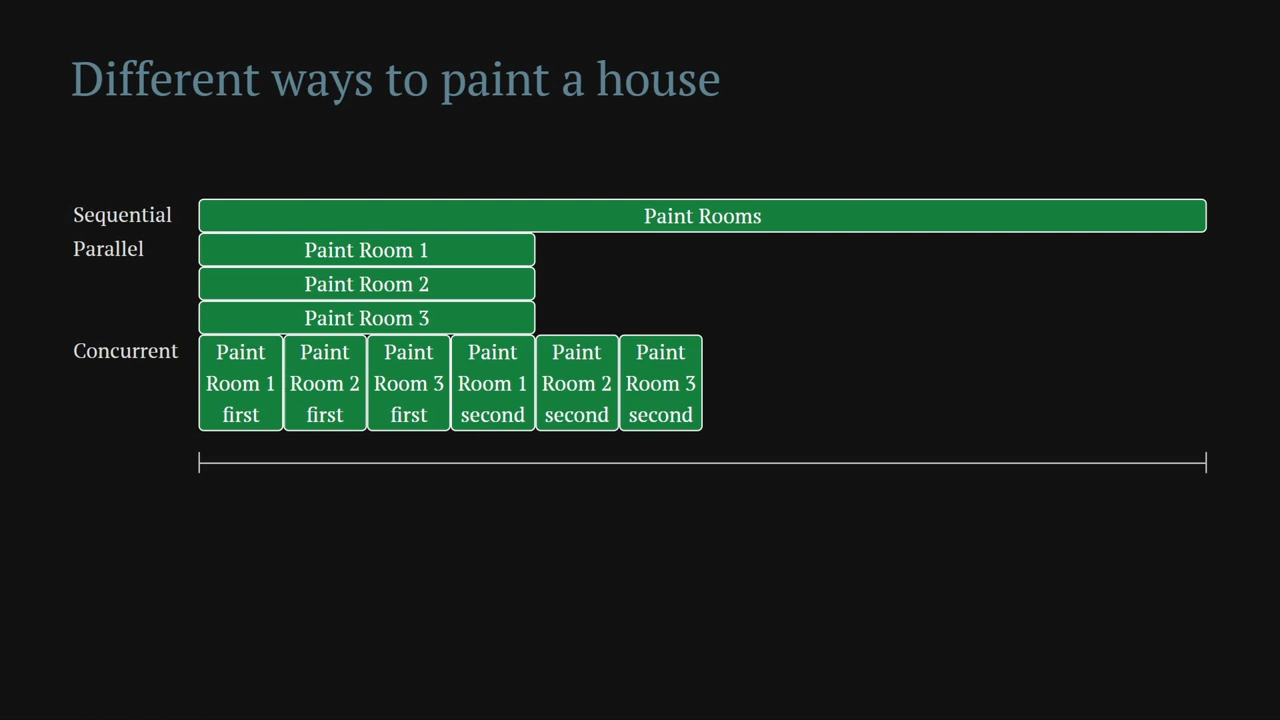 Different ways to paint a house
Sequential
Paint Rooms
Parallel
Paint Room 1
Paint Room 2
Paint Room 3
Concurrent
Paint
Room 1
first
Paint
Room 2
first
Paint
Room 3
first
Paint
Room 1
second
Paint
Room 2
second
Paint
Room 3
second